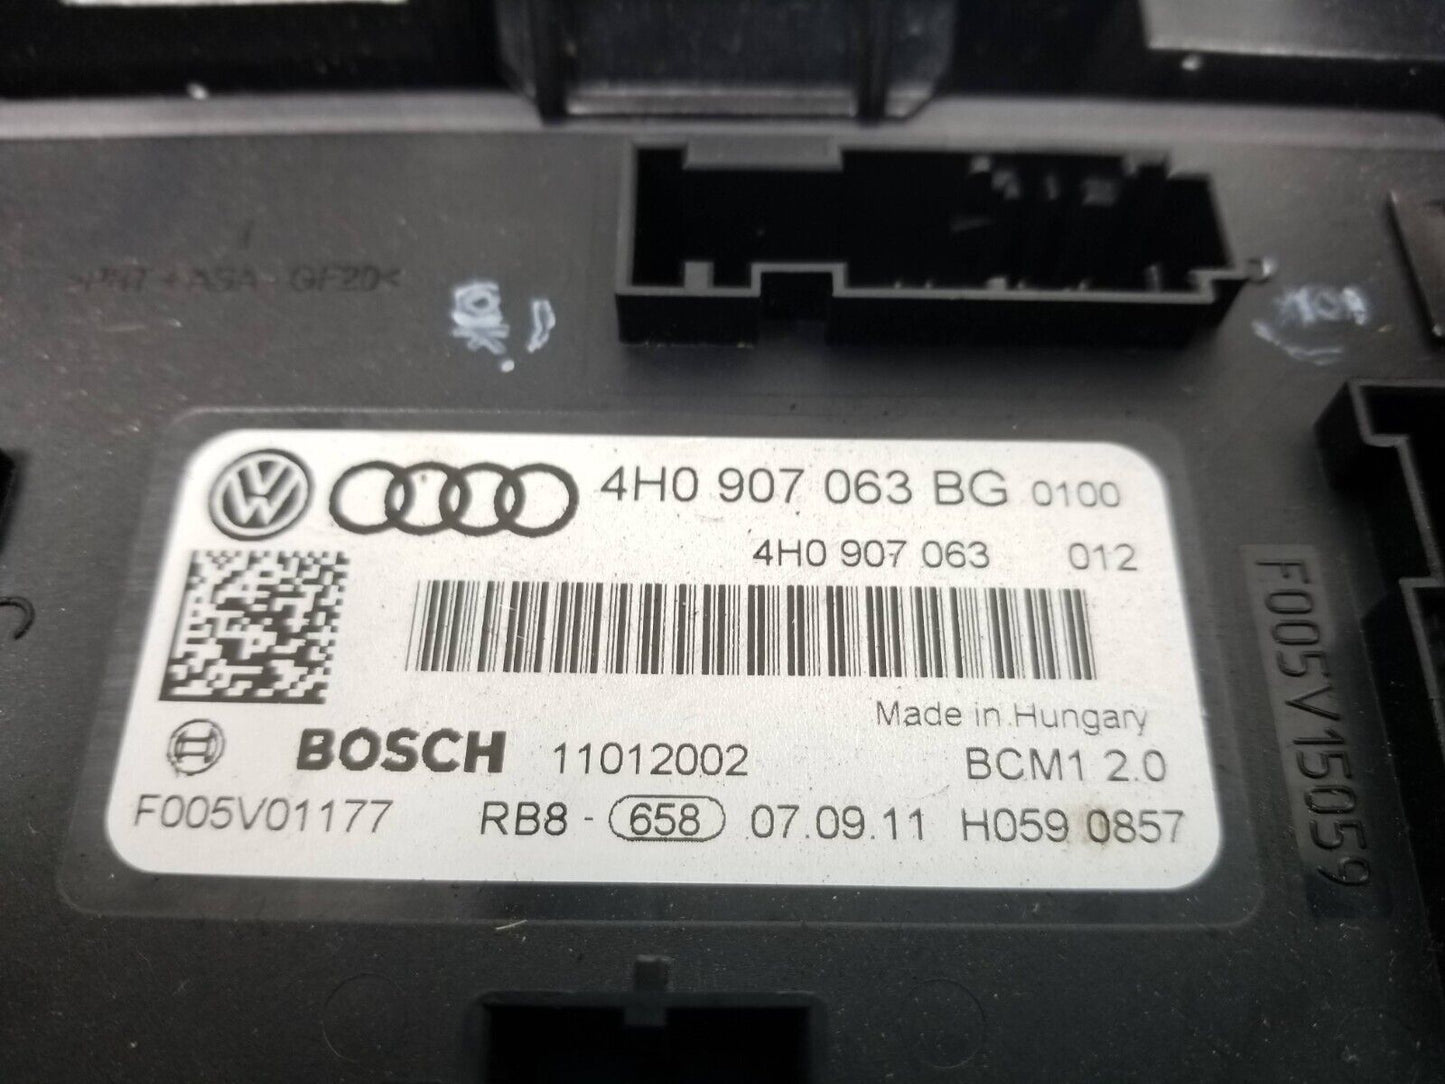 4H0 907 063 BG 0100
4H0 907 063 012
Made in Hungary
BOSCH 11012002 BCM1 2.0
F005V01177 RB8 - 658 07.09.11 H059 0857
F005V15059